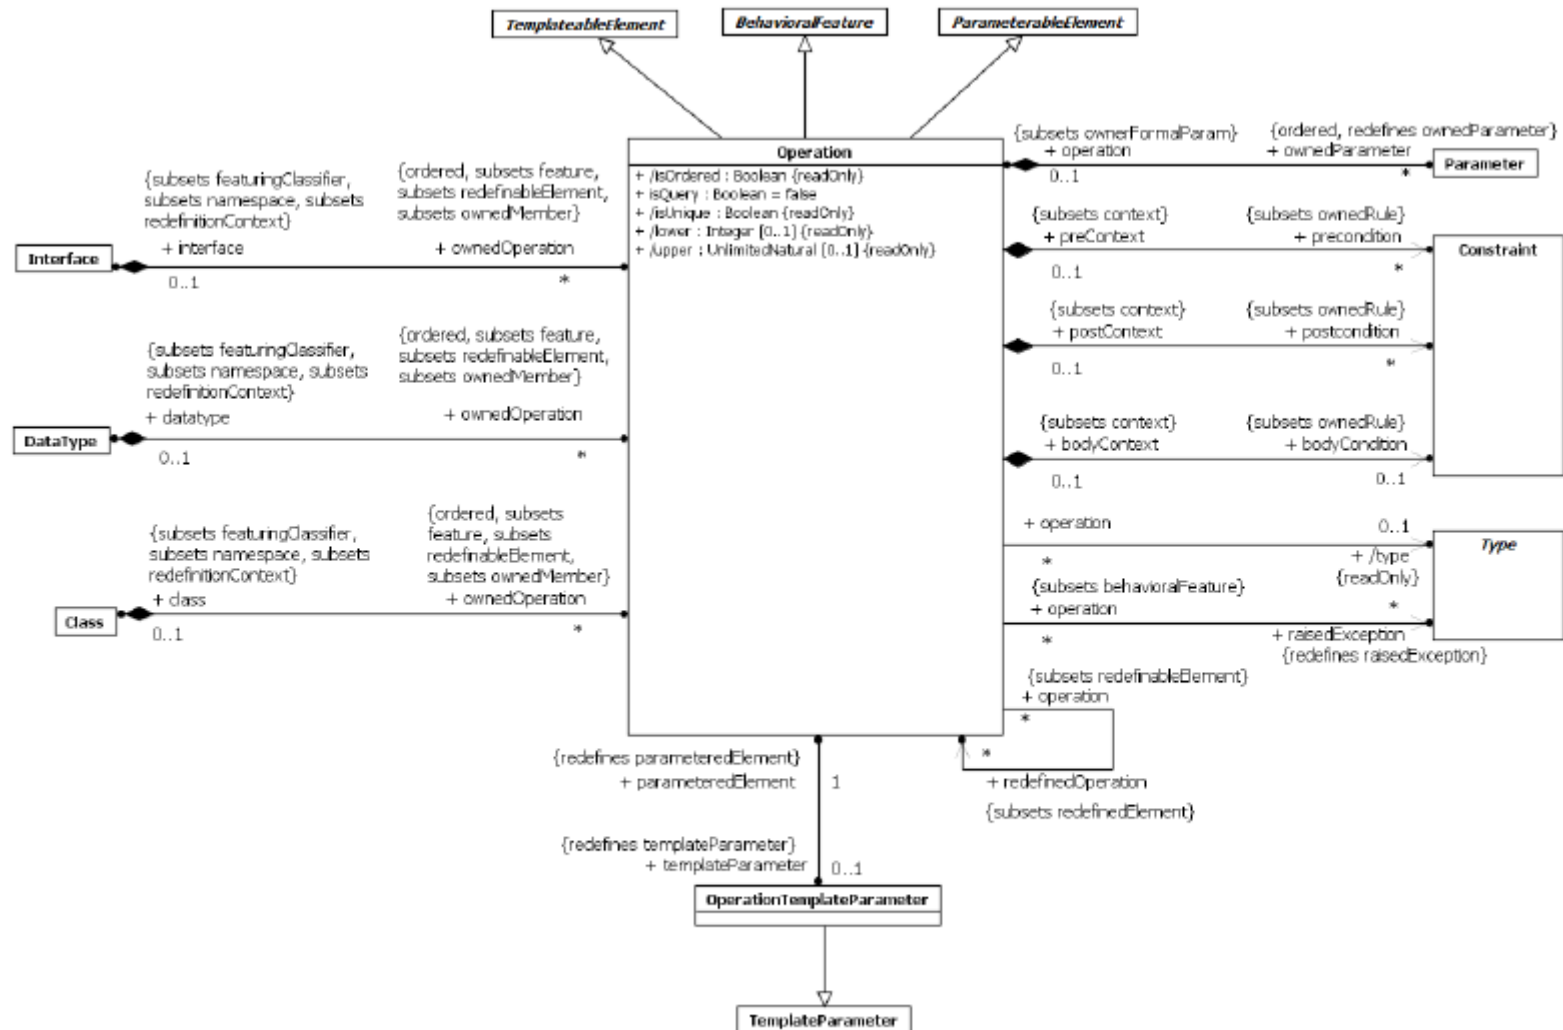 TemplateableElement
BehavioralFeature
ParameterableElement
Operation
+ /isOrdered : Boolean {readOnly}
+ isQuery : Boolean = false
+ /isUnique : Boolean {readOnly}
+ /lower : Integer [0..1] {readOnly}
+ /upper : UnlimitedNatural [0..1] {readOnly}
{subsets featuringClassifier,
subsets namespace, subsets
redefinitionContext}
+ interface
0..1
{ordered, subsets feature,
subsets redefinableElement,
subsets ownedMember}
+ ownedOperation
*
Interface
{subsets featuringClassifier,
subsets namespace, subsets
redefinitionContext}
+ datatype
0..1
{ordered, subsets feature,
subsets redefinableElement,
subsets ownedMember}
+ ownedOperation
*
DataType
{subsets featuringClassifier,
subsets namespace, subsets
redefinitionContext}
+ class
0..1
{ordered, subsets
feature, subsets
redefinableElement,
subsets ownedMember}
+ ownedOperation
*
Class
{subsets ownerFormalParam}
+ operation
0..1
{ordered, redefines ownedParameter}
+ ownedParameter
*
Parameter
{subsets context}
+ preContext
0..1
{subsets ownedRule}
+ precondition
*
Constraint
{subsets context}
+ postContext
0..1
{subsets ownedRule}
+ postcondition
*
{subsets context}
+ bodyContext
0..1
{subsets ownedRule}
+ bodyCondition
0..1
+ operation
*
0..1
+ /type
{readOnly}
Type
{subsets behavioralFeature}
+ operation
*
*
+ raisedException
{redefines raisedException}
{subsets redefinableElement}
+ operation
*
*
+ redefinedOperation
{subsets redefinedElement}
{redefines parameteredElement}
+ parameteredElement
1
{redefines templateParameter}
+ templateParameter
0..1
OperationTemplateParameter
TemplateParameter